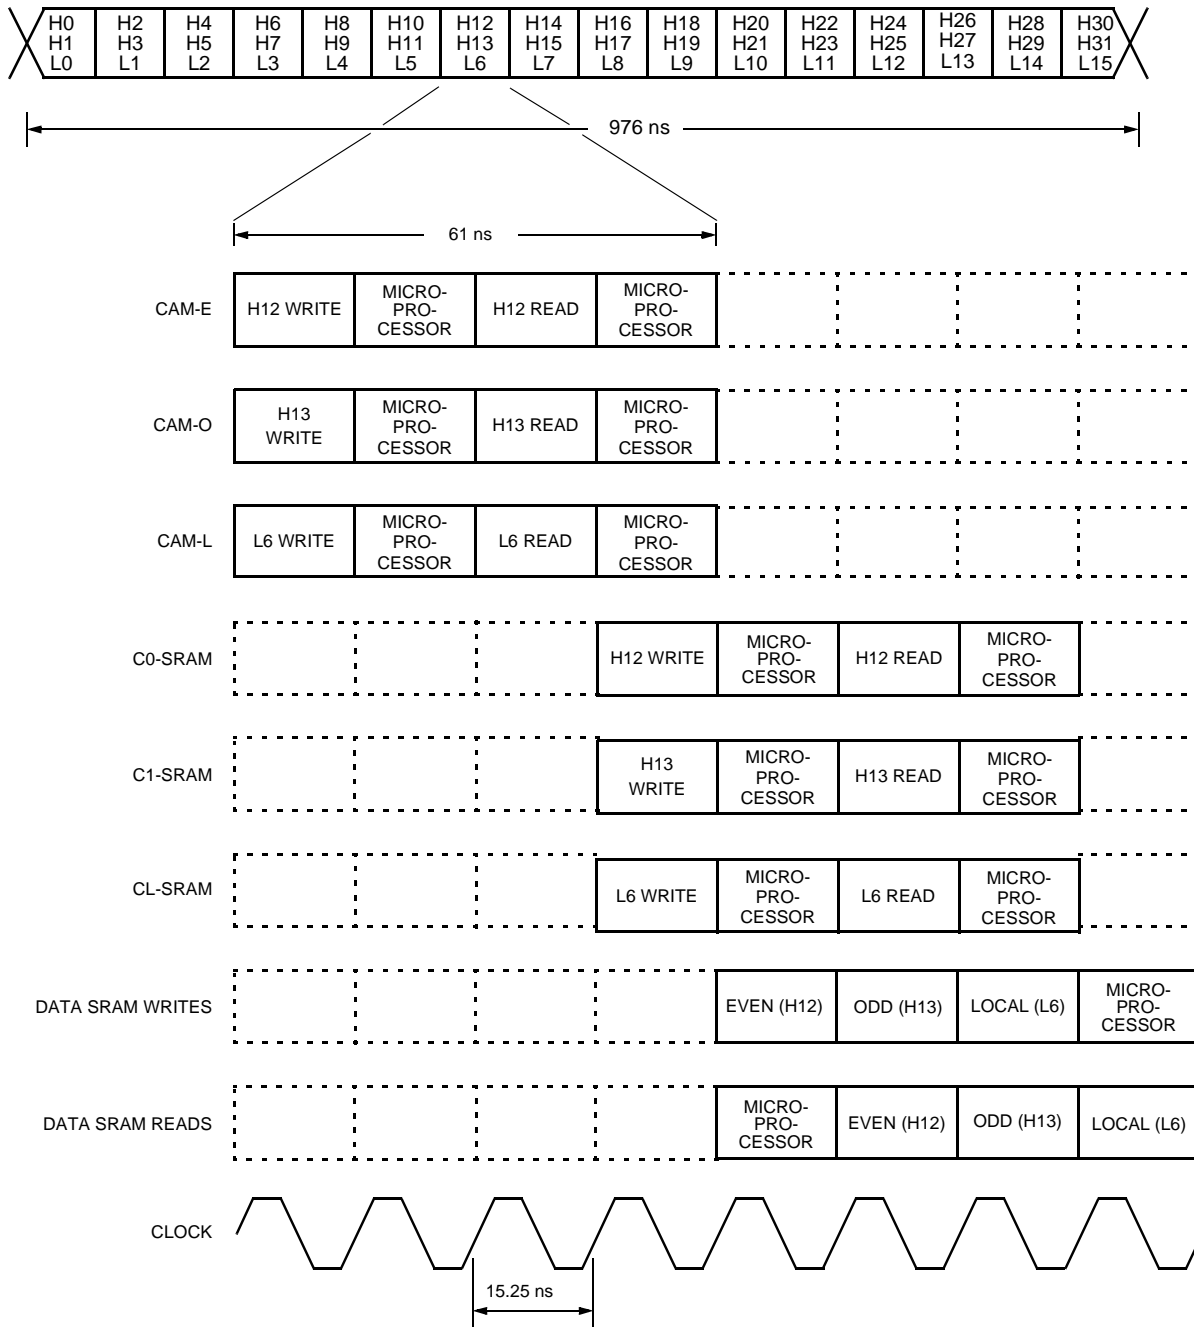 H0 H2 H4 H6 H8 H10 H12 H14 H16 H18 H20 H22 H24 H26 H28 H30
H1 H3 H5 H7 H9 H11 H13 H15 H17 H19 H21 H23 H25 H27 H29 H31
L0 L1 L2 L3 L4 L5 L6 L7 L8 L9 L10 L11 L12 L13 L14 L15
976 ns
61 ns
CAM-E
H12 WRITE
MICRO-
PRO-
CESSOR
H12 READ
MICRO-
PRO-
CESSOR
CAM-O
H13
WRITE
MICRO-
PRO-
CESSOR
H13 READ
MICRO-
PRO-
CESSOR
CAM-L
L6 WRITE
MICRO-
PRO-
CESSOR
L6 READ
MICRO-
PRO-
CESSOR
C0-SRAM
H12 WRITE
MICRO-
PRO-
CESSOR
H12 READ
MICRO-
PRO-
CESSOR
C1-SRAM
H13
WRITE
MICRO-
PRO-
CESSOR
H13 READ
MICRO-
PRO-
CESSOR
CL-SRAM
L6 WRITE
MICRO-
PRO-
CESSOR
L6 READ
MICRO-
PRO-
CESSOR
DATA SRAM WRITES
EVEN (H12)
ODD (H13)
LOCAL (L6)
MICRO-
PRO-
CESSOR
DATA SRAM READS
MICRO-
PRO-
CESSOR
EVEN (H12)
ODD (H13)
LOCAL (L6)
CLOCK
15.25 ns